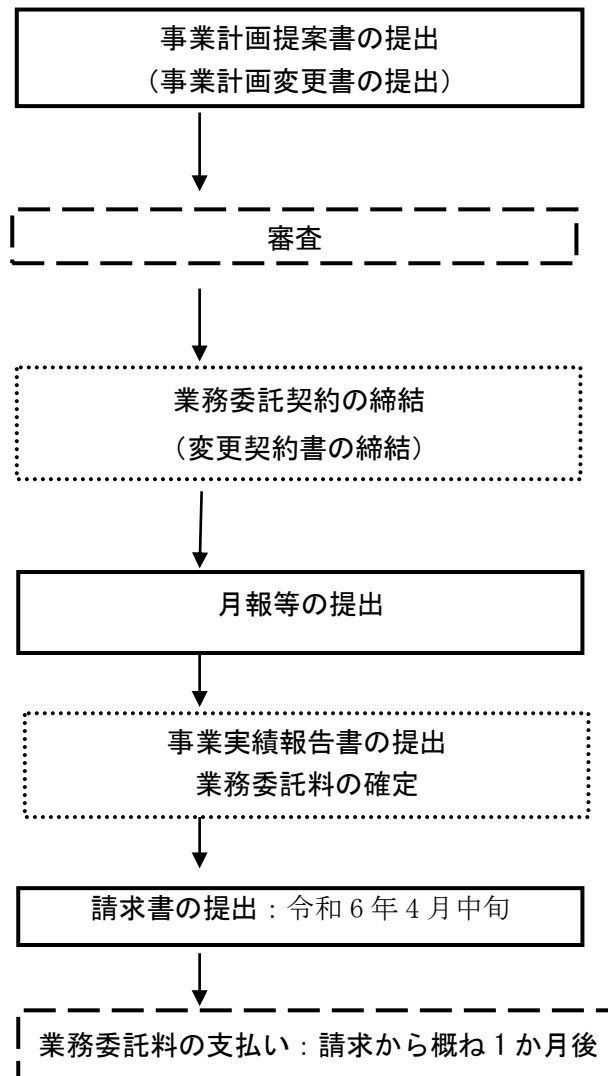 事業計画提案書の提出
（事業計画変更書の提出）
審査
業務委託契約の締結
（変更契約書の締結）
月報等の提出
事業実績報告書の提出
業務委託料の確定
請求書の提出：令和６年４月中旬
業務委託料の支払い：請求から概ね１か月後